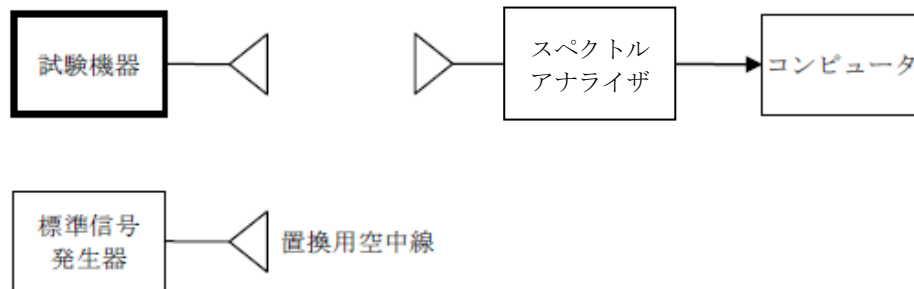 試験機器
スペクトル
アナライザ
コンピュータ
標準信号
発生器
置換用空中線